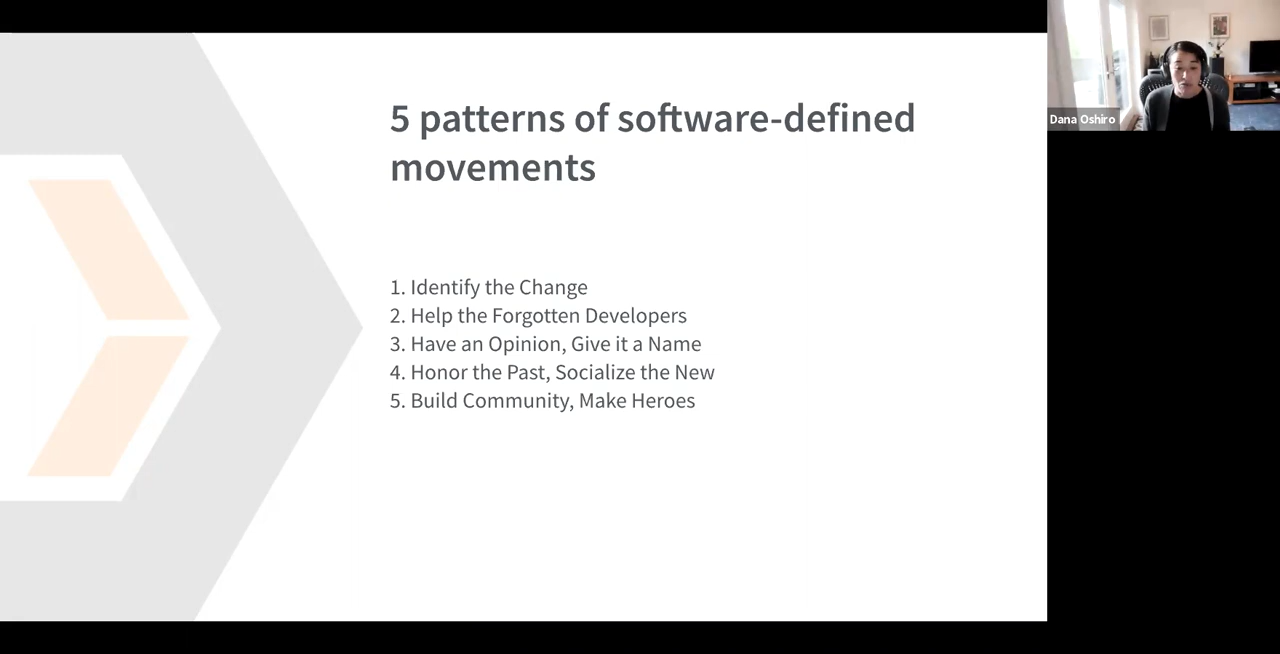 5 patterns of software-defined
movements
1. Identify the Change
2. Help the Forgotten Developers
3. Have an Opinion, Give it a Name
4. Honor the Past, Socialize the New
5. Build Community, Make Heroes
Dana Oshiro